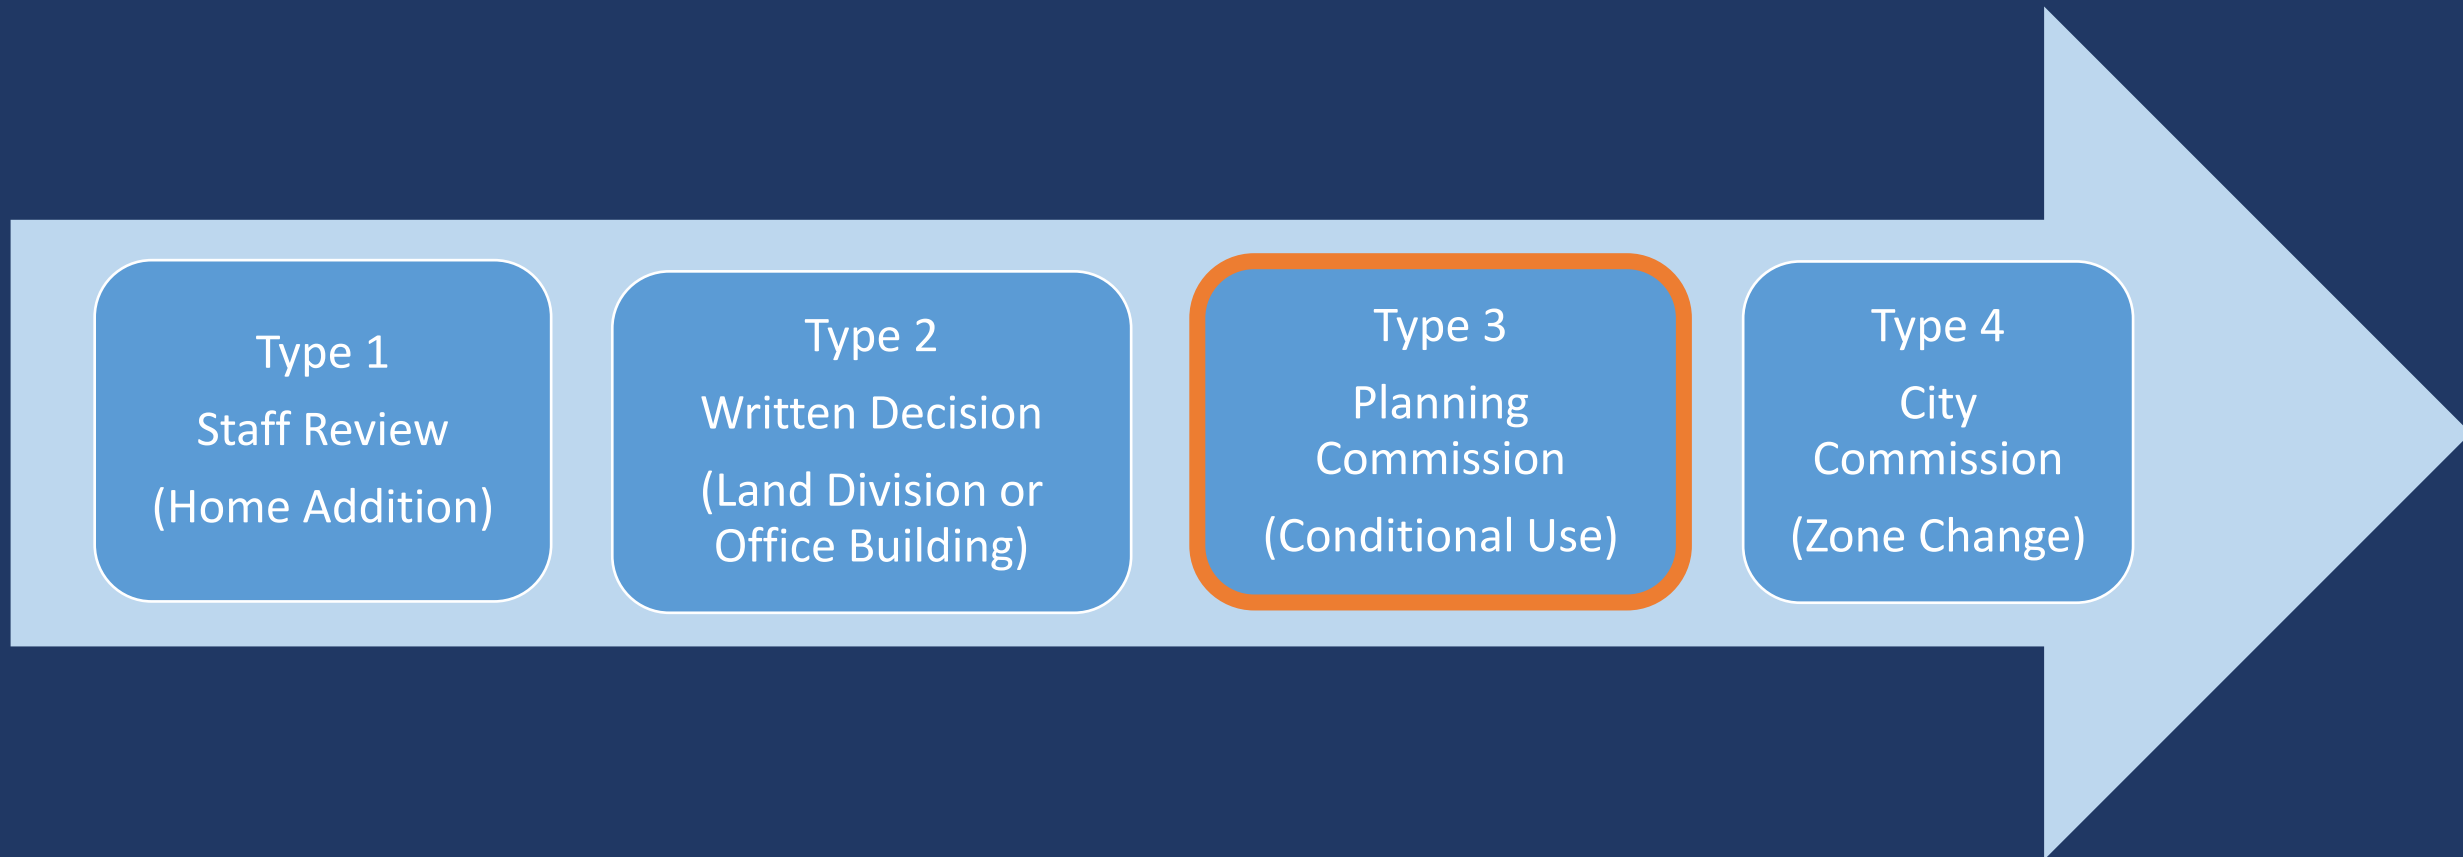 Type 1
Staff Review
(Home Addition)
Type 2
Written Decision
(Land Division or
Office Building)
Type 3
Planning
Commission
(Conditional Use)
Type 4
City
Commission
(Zone Change)